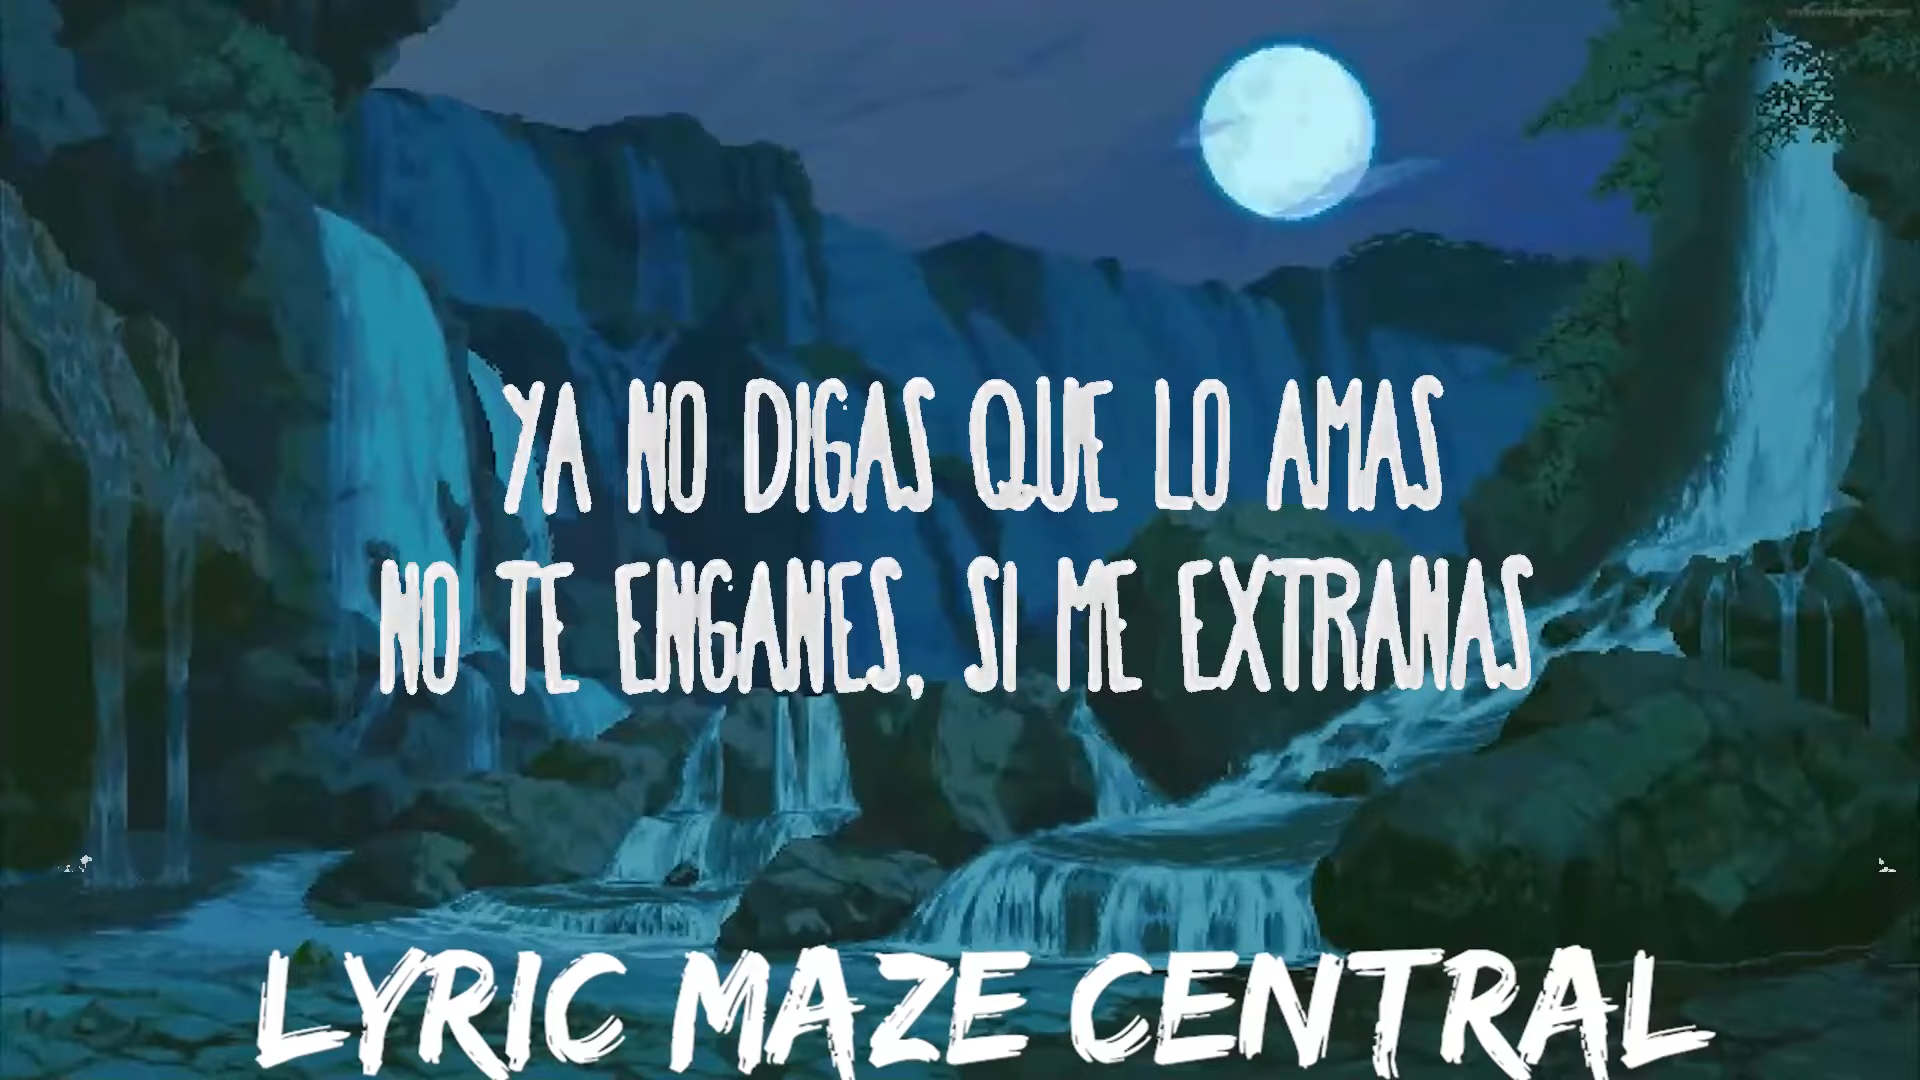 YA NO DIGAS QUE LO AMAS
NO TE ENGANES, SI ME EXTRANAS
LYRIC MAZE CENTRAL